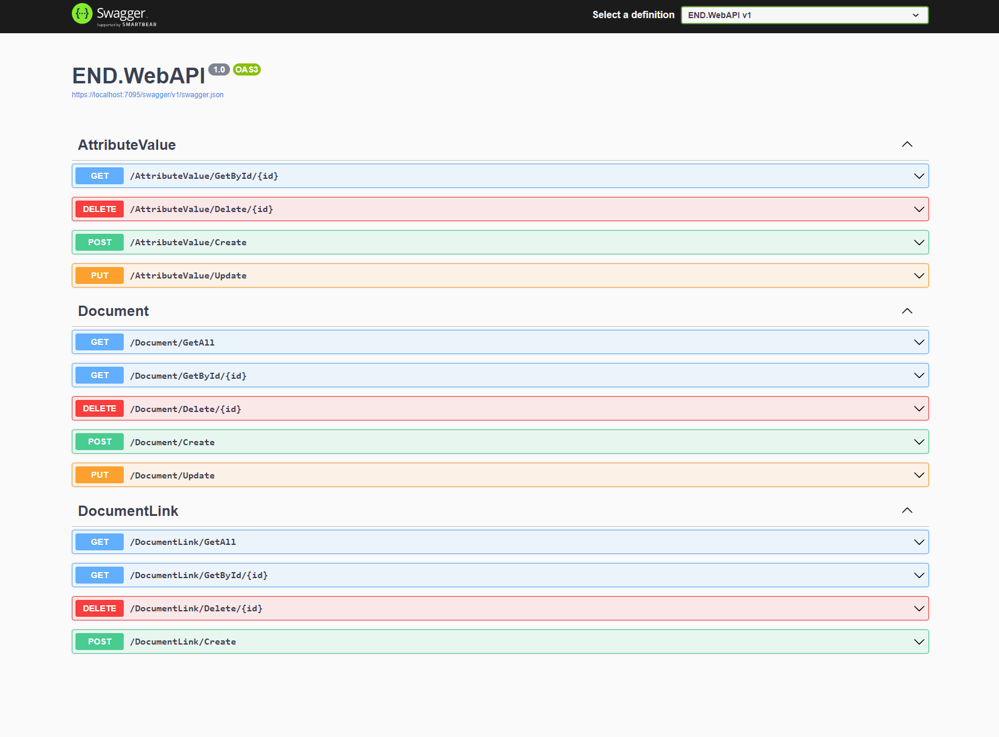 Swagger
Supported by SMARTBEAR
Select a definition
END.WebAPI v1
END.WebAPI 1.0 OAS3
https://localhost:7095/swagger/v1/swagger.json
AttributeValue
GET /AttributeValue/GetById/{id}
DELETE /AttributeValue/Delete/{id}
POST /AttributeValue/Create
PUT /AttributeValue/Update
Document
GET /Document/GetAll
GET /Document/GetById/{id}
DELETE /Document/Delete/{id}
POST /Document/Create
PUT /Document/Update
DocumentLink
GET /DocumentLink/GetAll
GET /DocumentLink/GetById/{id}
DELETE /DocumentLink/Delete/{id}
POST /DocumentLink/Create